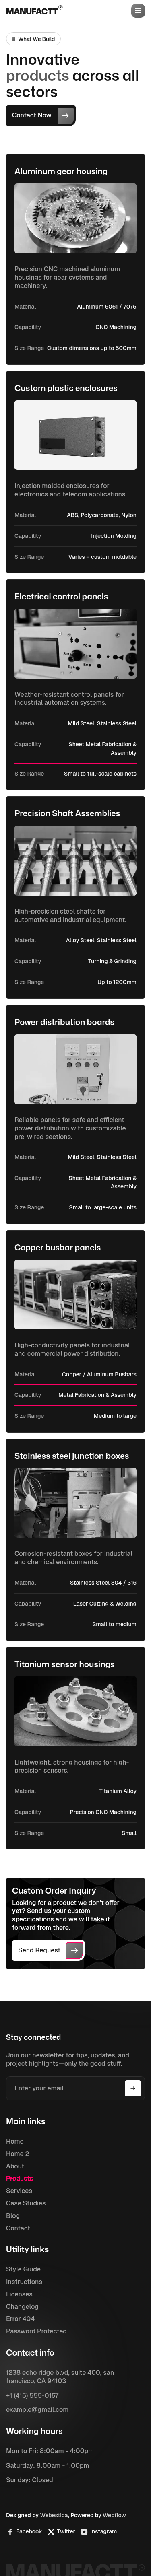 MANUFACTT®
What We Build
Innovative
products across all
sectors
Contact Now
Aluminum gear housing
Precision CNC machined aluminum
housings for gear systems and
machinery.
Material Aluminum 6061 / 7075
Capability CNC Machining
Size Range Custom dimensions up to 500mm
Custom plastic enclosures
Injection molded enclosures for
electronics and telecom applications.
Material ABS, Polycarbonate, Nylon
Capability Injection Molding
Size Range Varies – custom moldable
Electrical control panels
Weather-resistant control panels for
industrial automation systems.
Material Mild Steel, Stainless Steel
Capability Sheet Metal Fabrication &
Assembly
Size Range Small to full-scale cabinets
Precision Shaft Assemblies
High-precision steel shafts for
automotive and industrial equipment.
Material Alloy Steel, Stainless Steel
Capability Turning & Grinding
Size Range Up to 1200mm
Power distribution boards
Reliable panels for safe and efficient
power distribution with customizable
pre-wired sections.
Material Mild Steel, Stainless Steel
Capability Sheet Metal Fabrication &
Assembly
Size Range Small to large-scale units
Copper busbar panels
High-conductivity panels for industrial
and commercial power distribution.
Material Copper / Aluminum Busbars
Capability Metal Fabrication & Assembly
Size Range Medium to large
Stainless steel junction boxes
Corrosion-resistant boxes for industrial
and chemical environments.
Material Stainless Steel 304 / 316
Capability Laser Cutting & Welding
Size Range Small to medium
Titanium sensor housings
Lightweight, strong housings for high-
precision sensors.
Material Titanium Alloy
Capability Precision CNC Machining
Size Range Small
Custom Order Inquiry
Looking for a product we don't offer
yet? Send us your custom
specifications and we will take it
forward from there.
Send Request
Stay connected
Join our newsletter for tips, updates, and
project highlights—only the good stuff.
Enter your email
Main links
Home
Home 2
About
Products
Services
Case Studies
Blog
Contact
Utility links
Style Guide
Instructions
Licenses
Changelog
Error 404
Password Protected
Contact info
1238 echo ridge blvd, suite 400, san
francisco, CA 94103
+1 (415) 555-0167
example@gmail.com
Working hours
Mon to Fri: 8:00am - 4:00pm
Saturday: 8:00am - 1:00pm
Sunday: Closed
Designed by Webestica, Powered by Webflow
Facebook Twitter Instagram
MANUFACTT®